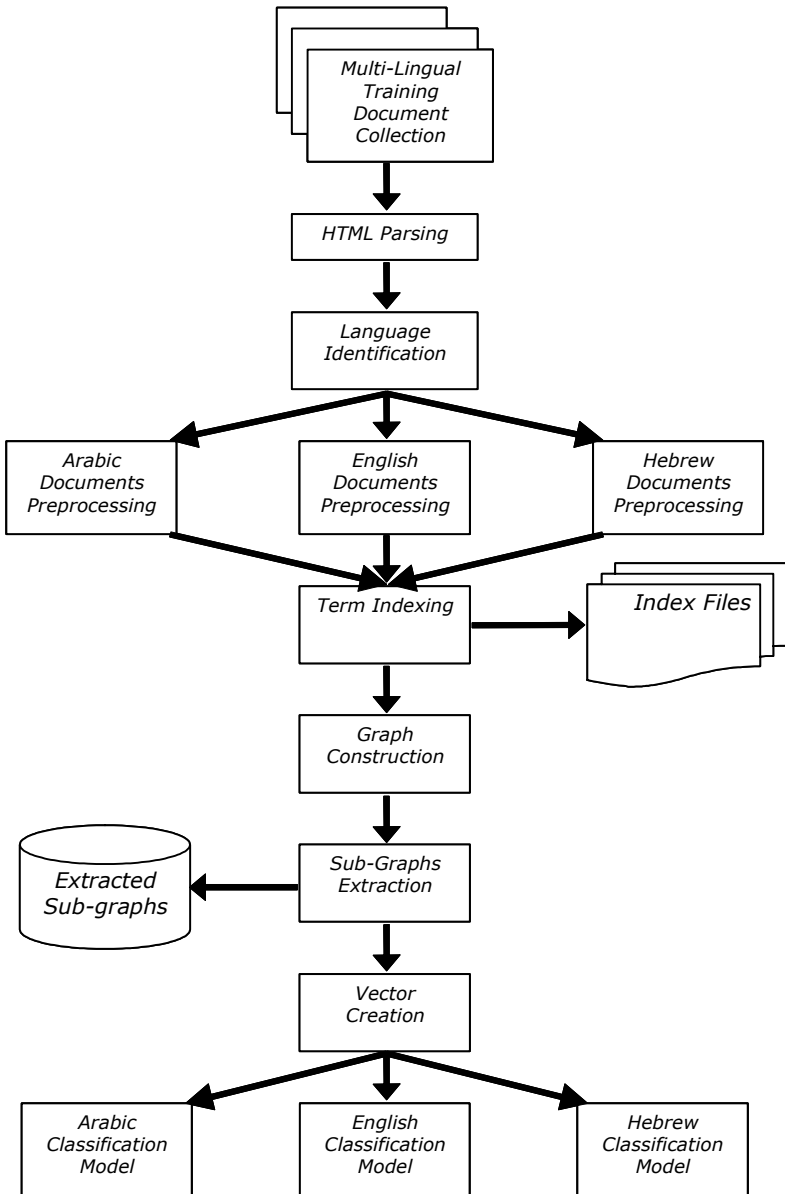 Multi-Lingual
Training
Document
Collection
HTML Parsing
Language
Identification
Arabic
Documents
Preprocessing
English
Documents
Preprocessing
Hebrew
Documents
Preprocessing
Term Indexing
Index Files
Graph
Construction
Sub-Graphs
Extraction
Extracted
Sub-graphs
Vector
Creation
Arabic
Classification
Model
English
Classification
Model
Hebrew
Classification
Model